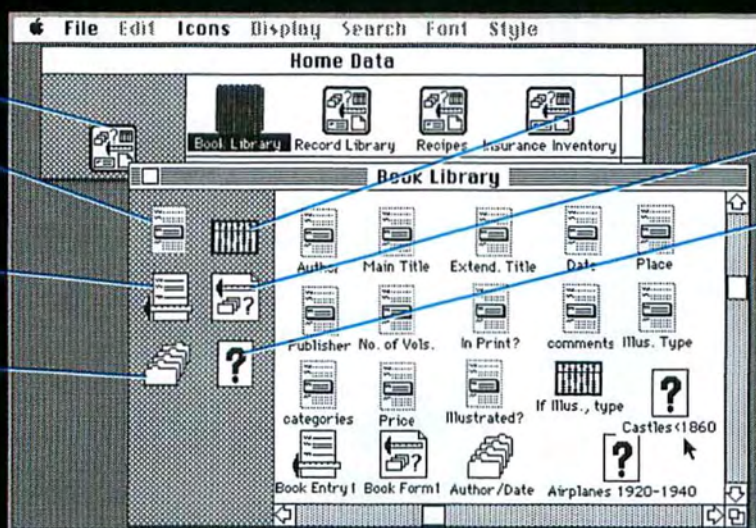 File Edit Icons Display Search Font Style
Home Data
Book Library Record Library Recipes Insurance Inventory
Book Library
Author Main Title Extend. Title Date Place
Publisher No. of Vols. In Print? comments Illus. Type
categories Price Illustrated? If Illus., type Castles<1860
Book Entry1 Book Form1 Author/Date Airplanes 1920-1940